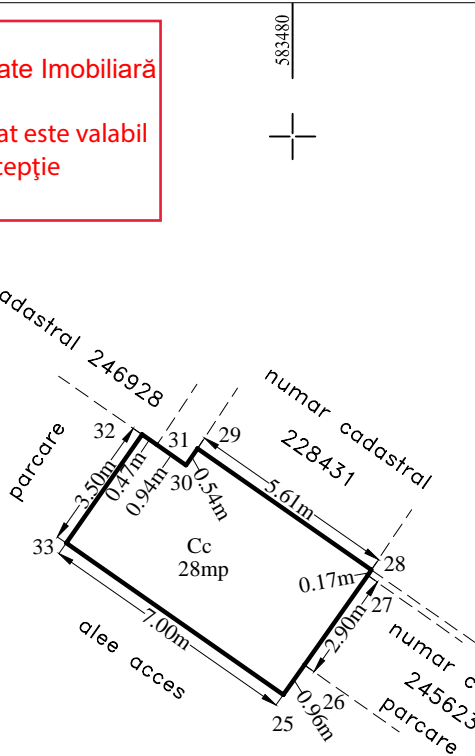 583480
ate Imobiliară
at este valabil
cepţie
adastral 246928
numar cadastral
228431
parcare
32
31
29
30
0.47m
0.94m
0.54m
3.50m
5.61m
33
Cc
28mp
28
0.17m
27
7.00m
2.90m
alee acces
numar c
245623
parcare
26
25
0.96m